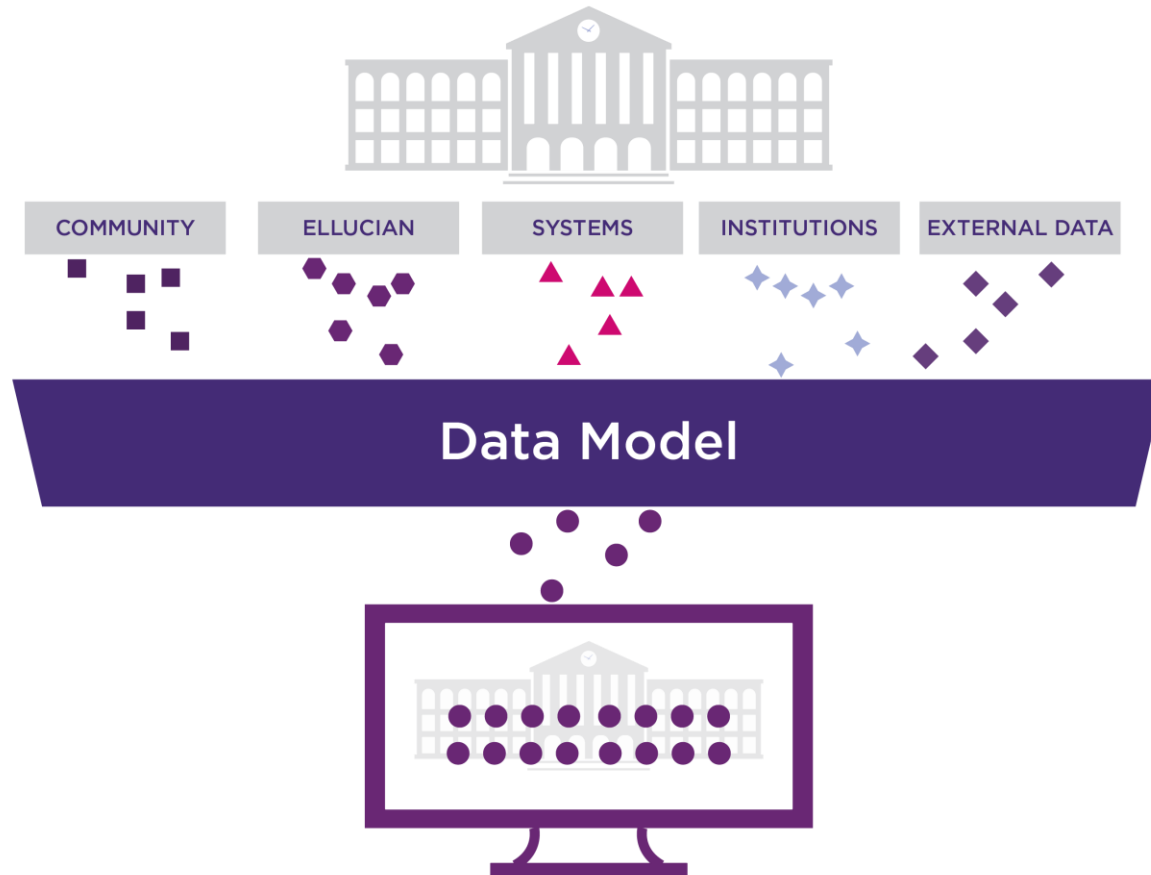 COMMUNITY
ELLUCIAN
SYSTEMS
INSTITUTIONS
EXTERNAL DATA
Data Model